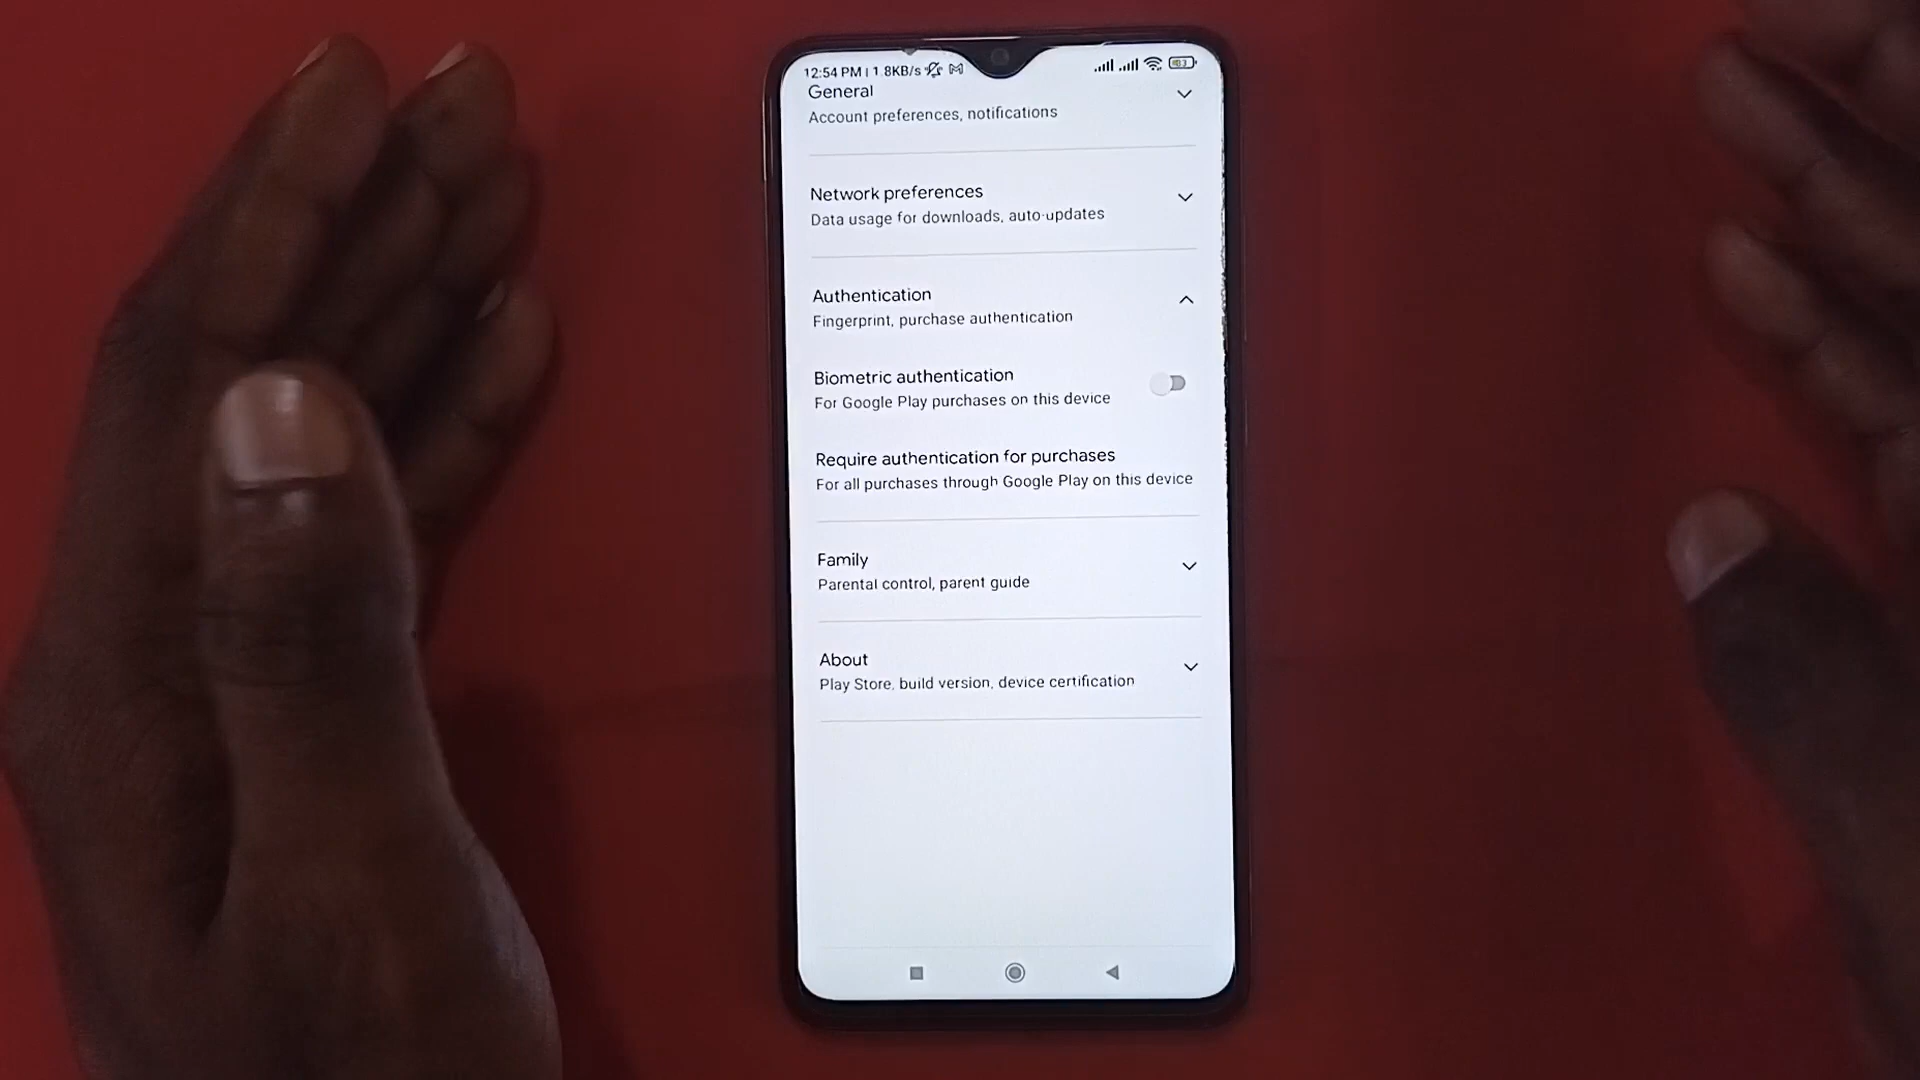 12:54 PM | 1.8KB/s
General
Account preferences, notifications
Network preferences
Data usage for downloads, auto-updates
Authentication
Fingerprint, purchase authentication
Biometric authentication
For Google Play purchases on this device
Require authentication for purchases
For all purchases through Google Play on this device
Family
Parental control, parent guide
About
Play Store, build version, device certification